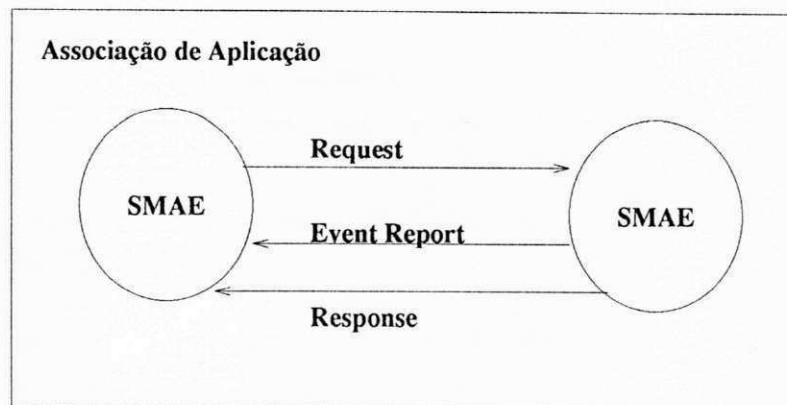 Associação de Aplicação
Request
SMAE
SMAE
Event Report
Response